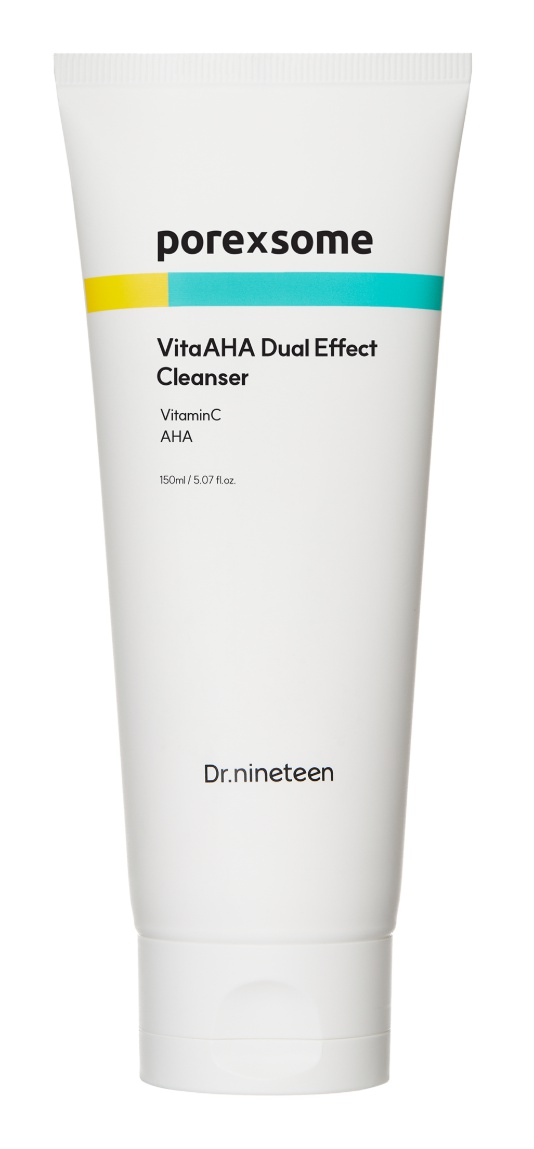 porexsome
VitaAHA Dual Effect
Cleanser
VitaminC
AHA
150ml / 5.07 fl.oz.
Dr.nineteen